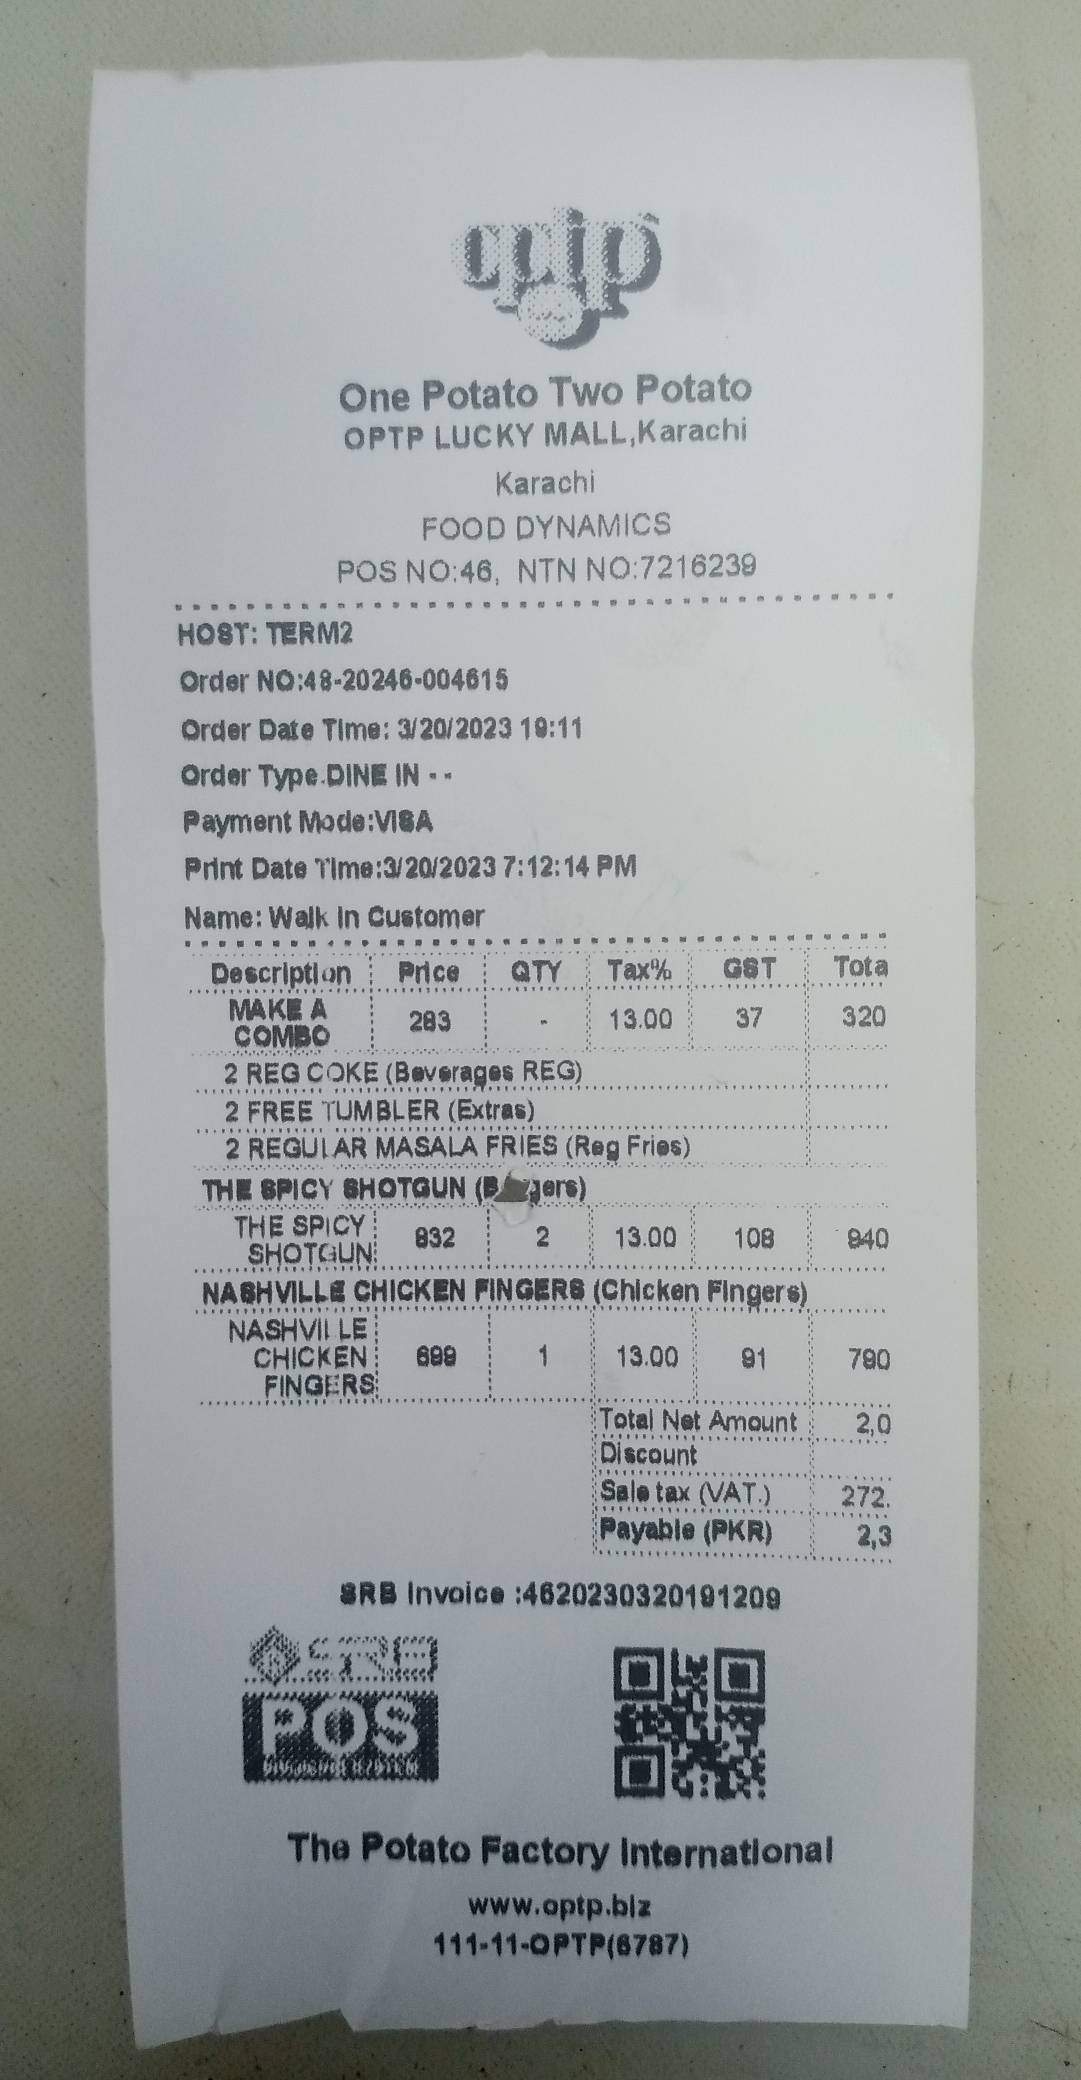 optp
One Potato Two Potato
OPTP LUCKY MALL,Karachi
Karachi
FOOD DYNAMICS
POS NO:46, NTN NO:7216239
HOST: TERM2
Order NO:48-20246-004615
Order Date Time: 3/20/2023 19:11
Order Type.DINE IN --
Payment Mode:VISA
Print Date Time:3/20/2023 7:12:14 PM
Name: Walk In Customer
Description Price QTY Tax% GST Tota
MAKE A COMBO 283 - 13.00 37 320
2 REG COKE (Beverages REG)
2 FREE TUMBLER (Extras)
2 REGULAR MASALA FRIES (Reg Fries)
THE SPICY SHOTGUN
THE SPICY SHOTGUN 832 2 13.00 108 940
NASHVILLE CHICKEN FINGERS (Chicken Fingers)
NASHVILLE CHICKEN FINGERS 699 1 13.00 91 790
Total Net Amount 2,0
Discount
Sale tax (VAT.) 272.
Payable (PKR) 2,3
SRB Invoice :4620230320191209
SRB
POS
The Potato Factory International
www.optp.biz
111-11-OPTP(6787)